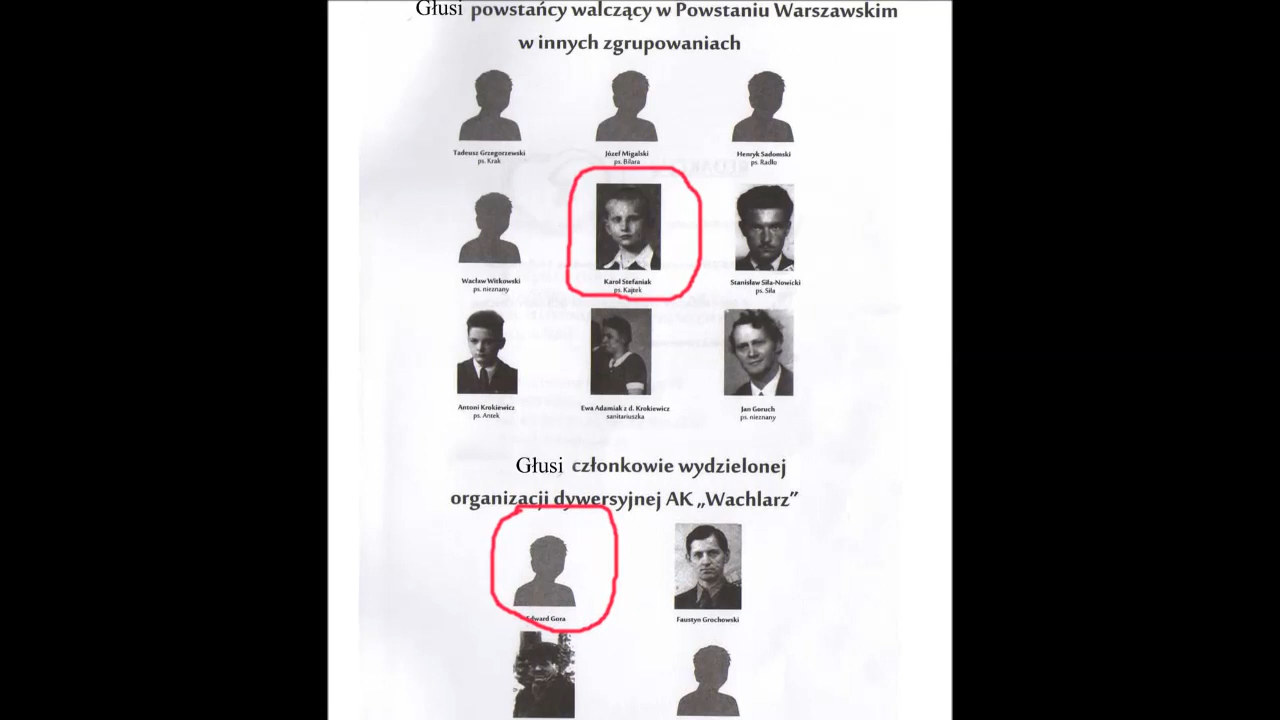 Głusi powstańcy walczący w Powstaniu Warszawskim
w innych zgrupowaniach
Tadeusz Grzegorzewski
ps. Krak
Józef Migalski
ps. Bilara
Henryk Sadomski
ps. Radło
Wacław Witkowski
ps. nieznany
Karol Stefaniak
ps. Kajtek
Stanisław Siła-Nowicki
ps. Siła
Antoni Krokiewicz
ps. Antek
Ewa Adamiak z d. Krokiewicz
sanitariuszka
Jan Goruch
ps. nieznany
Głusi członkowie wydzielonej
organizacji dywersyjnej AK „Wachlarz”
Edward Gora
Faustyn Grochowski